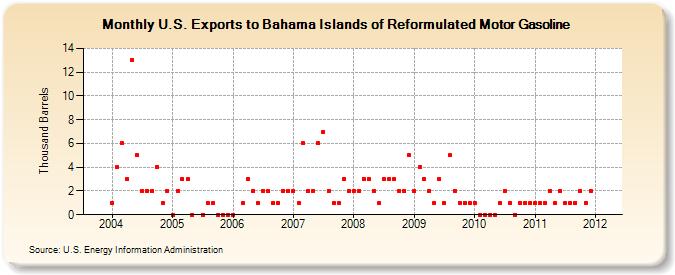 Monthly U.S. Exports to Bahama Islands of Reformulated Motor Gasoline
Thousand Barrels
14
12
10
8
6
4
2
0
2004 2005 2006 2007 2008 2009 2010 2011 2012
Source: U.S. Energy Information Administration